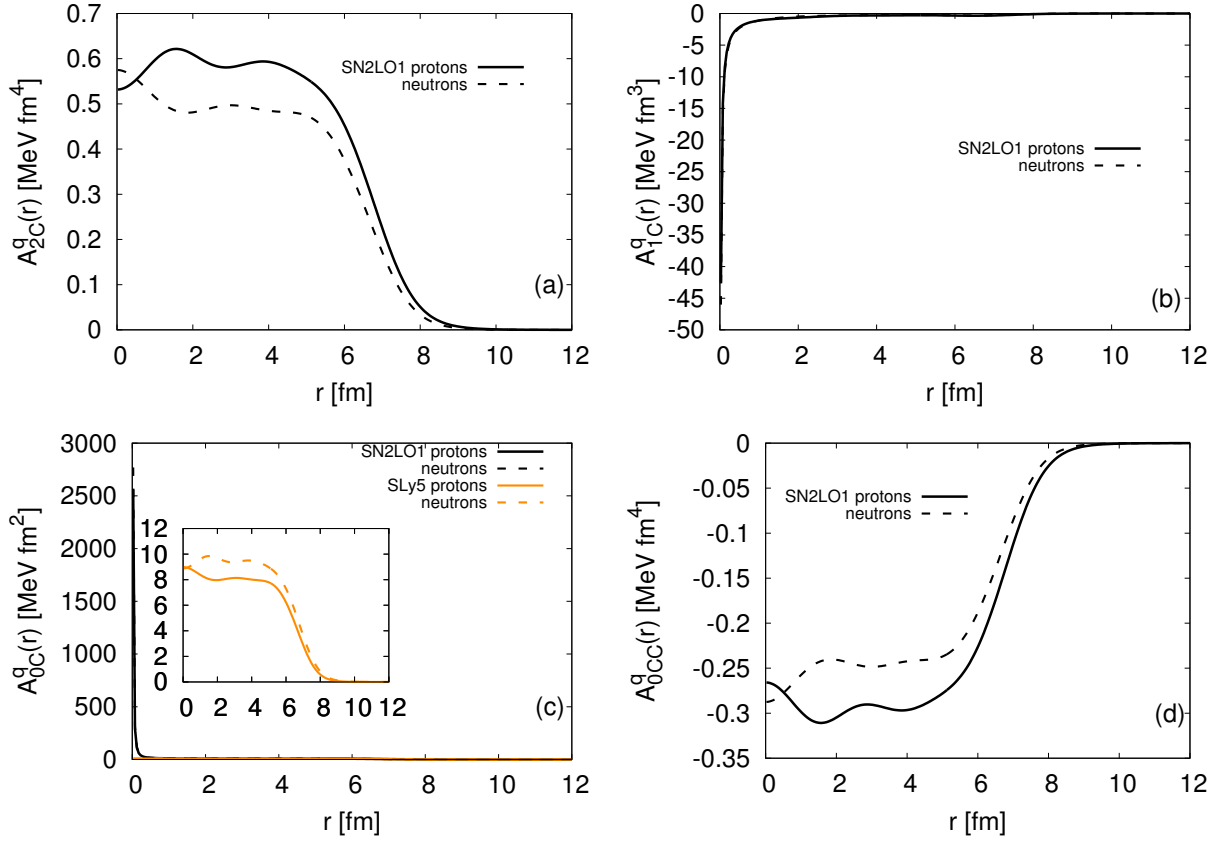 0.7
0.6
0.5
0.4
0.3
0.2
0.1
0
A^q_2C(r) [MeV fm^4]
SN2LO1 protons
neutrons
(a)
0 2 4 6 8 10 12
r [fm]
0
-5
-10
-15
-20
-25
-30
-35
-40
-45
-50
A^q_1C(r) [MeV fm^3]
SN2LO1 protons
neutrons
(b)
0 2 4 6 8 10 12
r [fm]
3000
2500
2000
1500
1000
500
0
A^q_0C(r) [MeV fm^2]
SN2LO1 protons
neutrons
SLy5 protons
neutrons
12
10
8
6
4
2
0
0 2 4 6 8 10 12
(c)
0 2 4 6 8 10 12
r [fm]
0
-0.05
-0.1
-0.15
-0.2
-0.25
-0.3
-0.35
A^q_0CC(r) [MeV fm^4]
SN2LO1 protons
neutrons
(d)
0 2 4 6 8 10 12
r [fm]